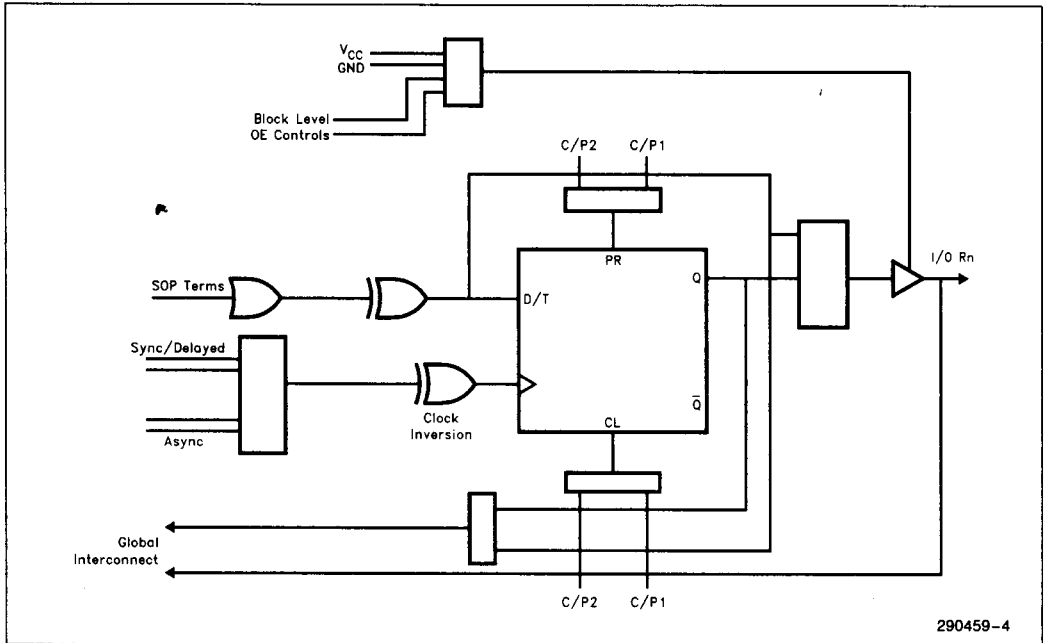 V_CC
GND
Block Level
OE Controls
C/P2 C/P1
PR
I/O Rn
SOP Terms
D/T
Q
Sync/Delayed
Clock
Inversion
Q̅
Async
CL
Global
Interconnect
C/P2 C/P1
290459-4